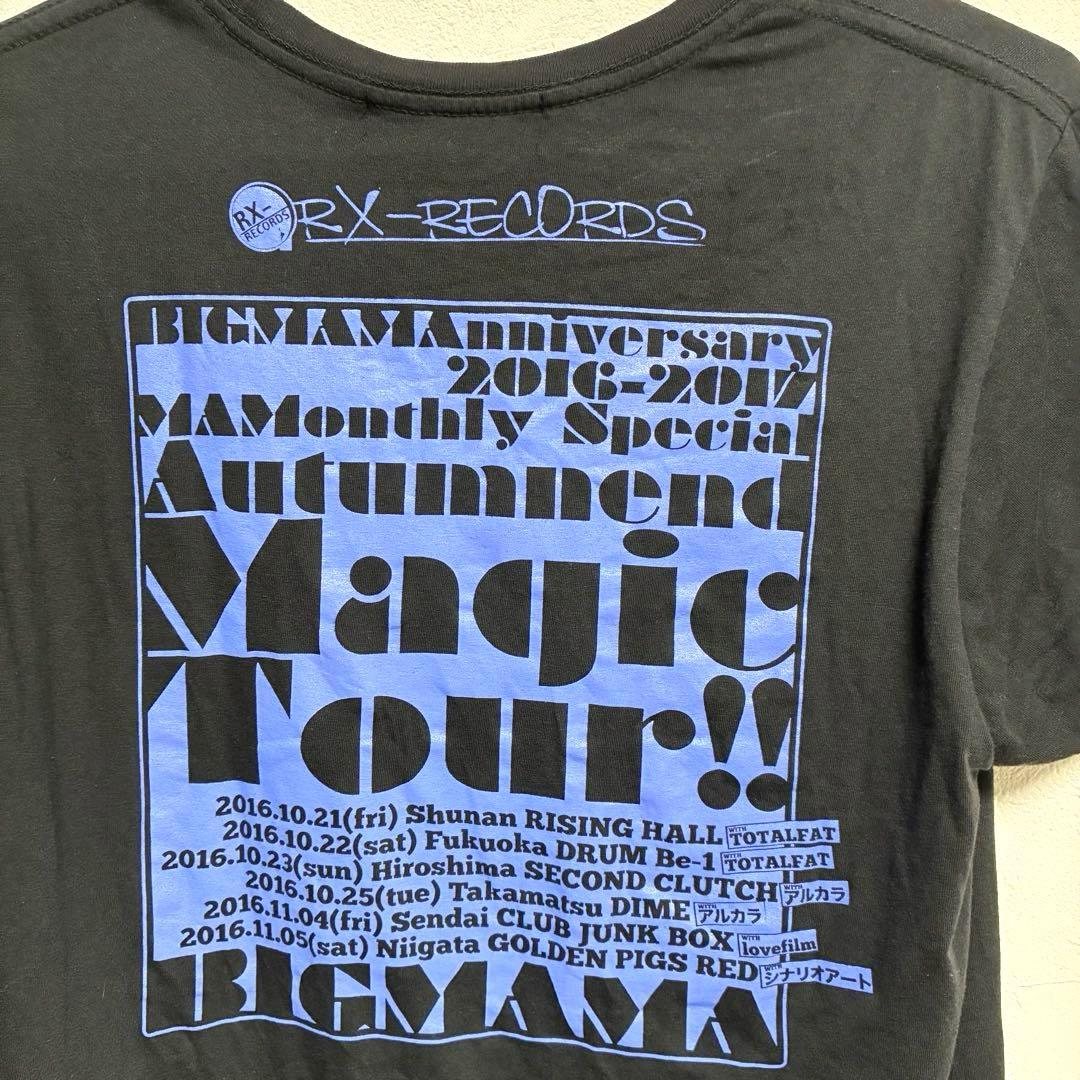 RX-RECORDS RX-RECORDS
BIGMAMAnniversary
2016-2017
MAMonthly Special
Autumnend
Magic
Tour!!
2016.10.21(fri) Shunan RISING HALL WITH TOTALFAT
2016.10.22(sat) Fukuoka DRUM Be-1 WITH TOTALFAT
2016.10.23(sun) Hiroshima SECOND CLUTCH WITH アルカラ
2016.10.25(tue) Takamatsu DIME WITH アルカラ
2016.11.04(fri) Sendai CLUB JUNK BOX WITH lovefilm
2016.11.05(sat) Niigata GOLDEN PIGS RED WITH シナリオアート
BIGMAMA